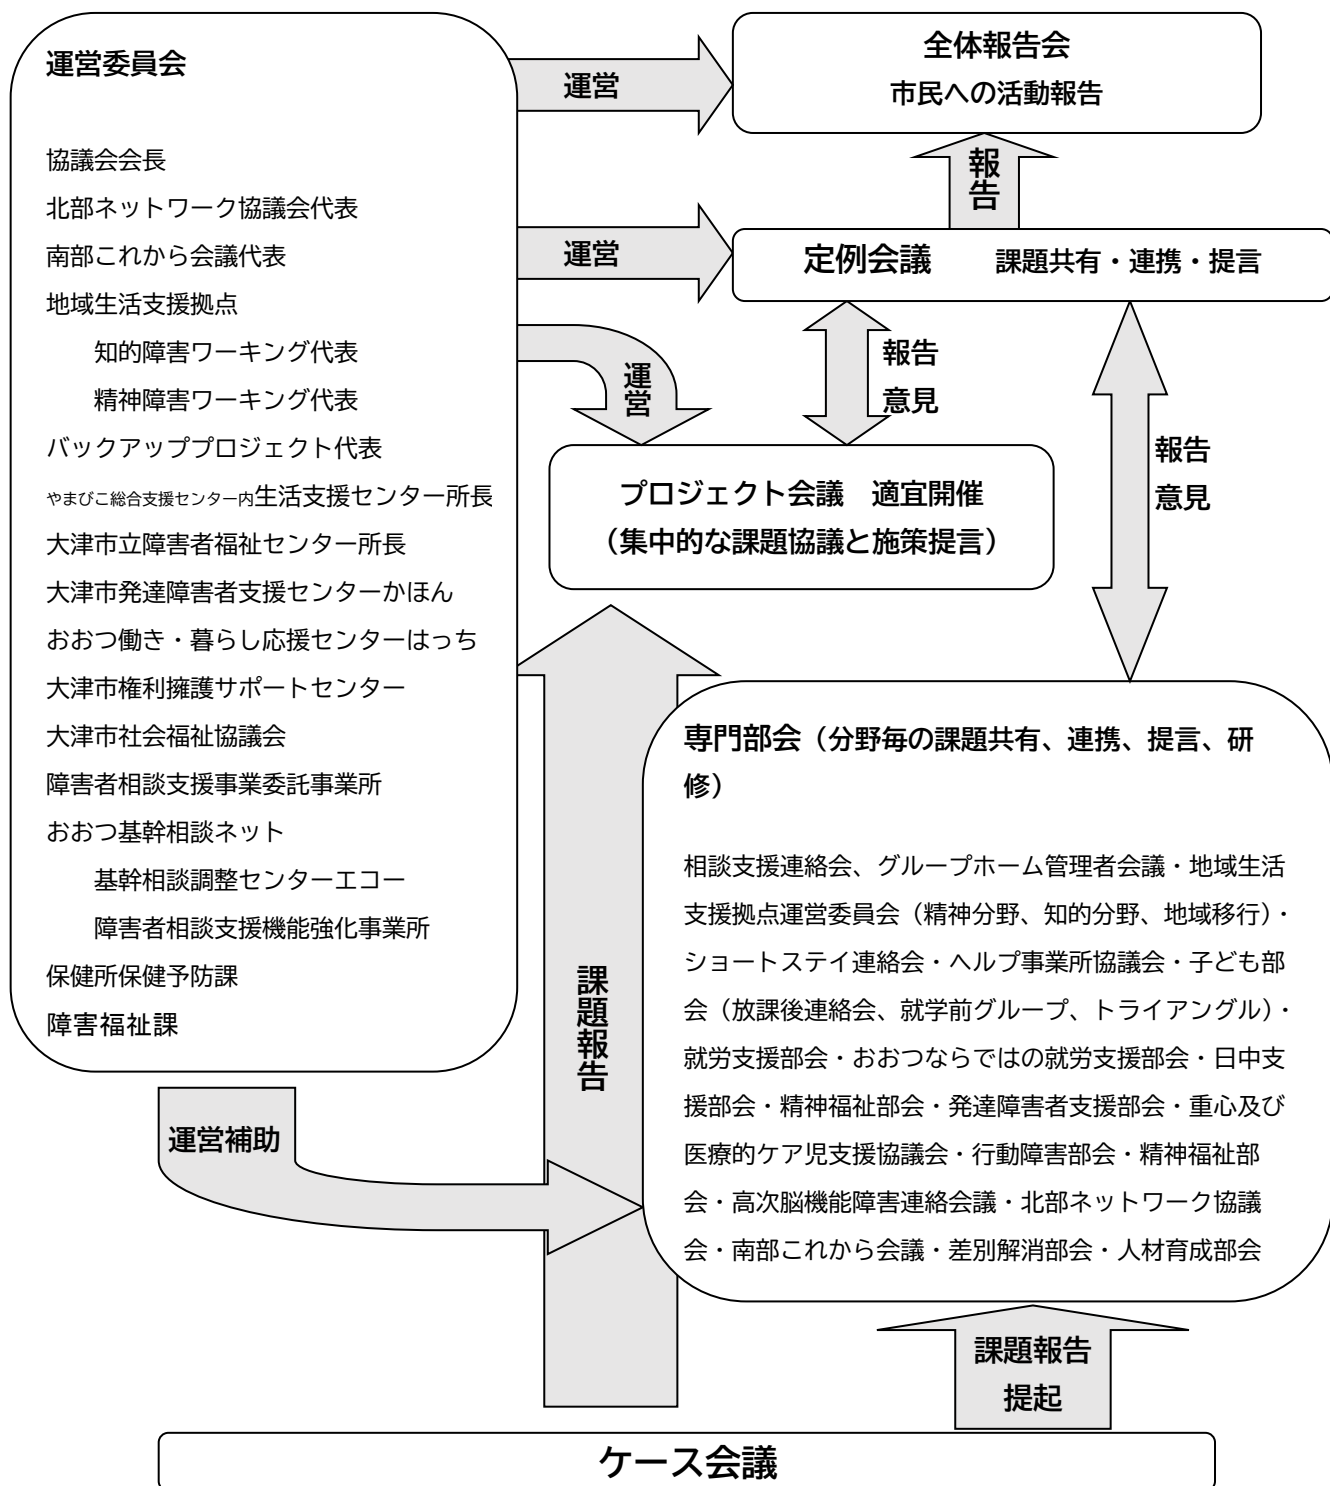 運営委員会
協議会会長
北部ネットワーク協議会代表
南部これから会議代表
地域生活支援拠点
知的障害ワーキング代表
精神障害ワーキング代表
バックアッププロジェクト代表
やまびこ総合支援センター内生活支援センター所長
大津市立障害者福祉センター所長
大津市発達障害者支援センターかほん
おおつ働き・暮らし応援センターはっち
大津市権利擁護サポートセンター
大津市社会福祉協議会
障害者相談支援事業委託事業所
おおつ基幹相談ネット
基幹相談調整センターエコー
障害者相談支援機能強化事業所
保健所保健予防課
障害福祉課
運営
全体報告会
市民への活動報告
報告
運営
定例会議　課題共有・連携・提言
運営
報告
意見
報告
意見
プロジェクト会議　適宜開催
（集中的な課題協議と施策提言）
課題報告
専門部会（分野毎の課題共有、連携、提言、研
修）
相談支援連絡会、グループホーム管理者会議・地域生活
支援拠点運営委員会（精神分野、知的分野、地域移行）・
ショートステイ連絡会・ヘルプ事業所協議会・子ども部
会（放課後連絡会、就学前グループ、トライアングル）・
就労支援部会・おおつならではの就労支援部会・日中支
援部会・精神福祉部会・発達障害者支援部会・重心及び
医療的ケア児支援協議会・行動障害部会・精神福祉部
会・高次脳機能障害連絡会議・北部ネットワーク協議
会・南部これから会議・差別解消部会・人材育成部会
運営補助
課題報告
提起
ケース会議